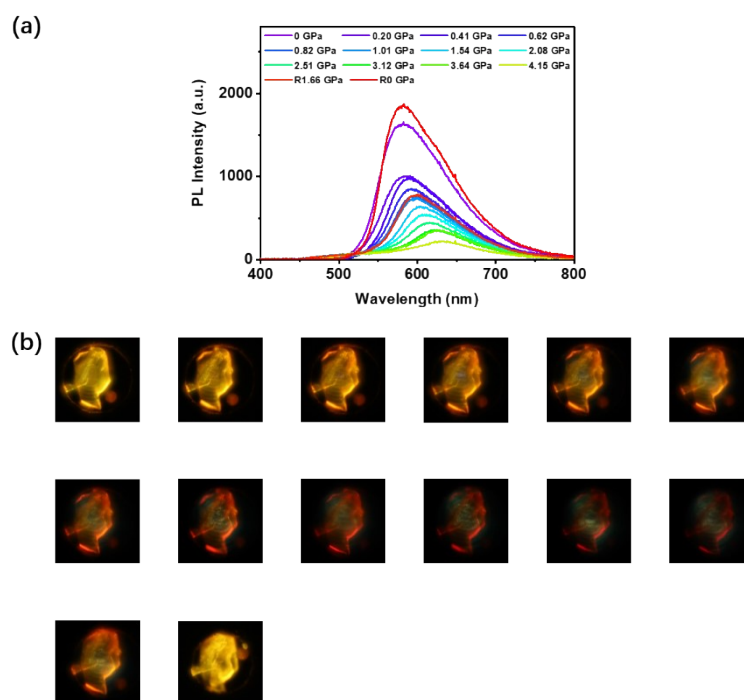 (a)
0 GPa 0.20 GPa 0.41 GPa 0.62 GPa
0.82 GPa 1.01 GPa 1.54 GPa 2.08 GPa
2.51 GPa 3.12 GPa 3.64 GPa 4.15 GPa
R1.66 GPa R0 GPa
PL Intensity (a.u.)
2000
1000
0
400 500 600 700 800
Wavelength (nm)
(b)